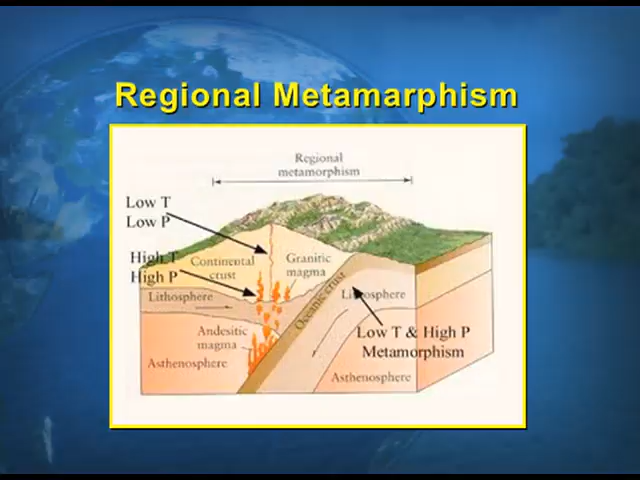 Regional Metamarphism
Regional
metamorphism
Low T
Low P
High T
High P
Continental
crust
Granitic
magma
Lithosphere
Oceanic crust
Lithosphere
Andesitic
magma
Low T & High P
Metamorphism
Asthenosphere
Asthenosphere